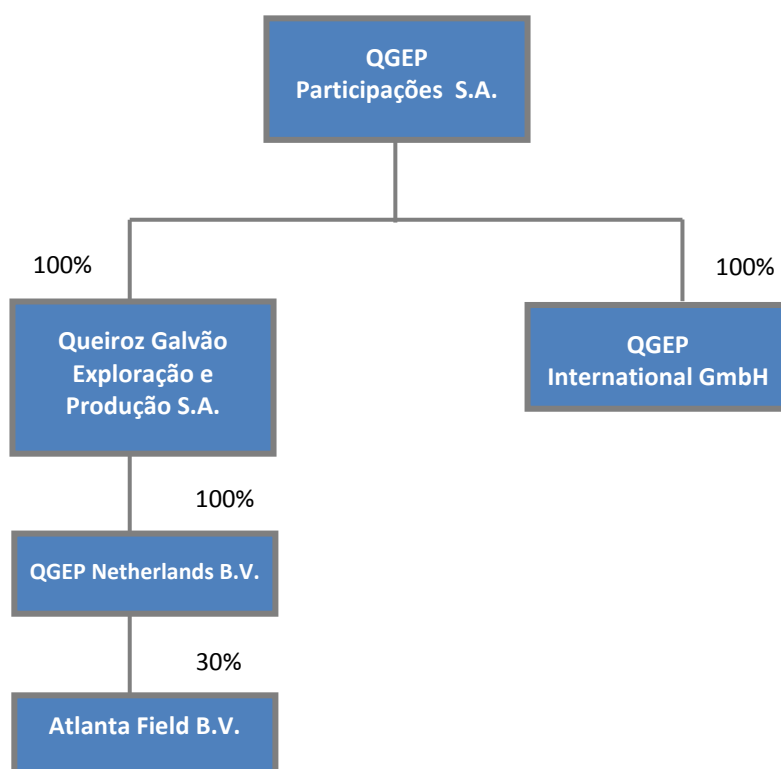 QGEP
Participações S.A.
100%
100%
Queiroz Galvão
Exploração e
Produção S.A.
QGEP
International GmbH
100%
QGEP Netherlands B.V.
30%
Atlanta Field B.V.